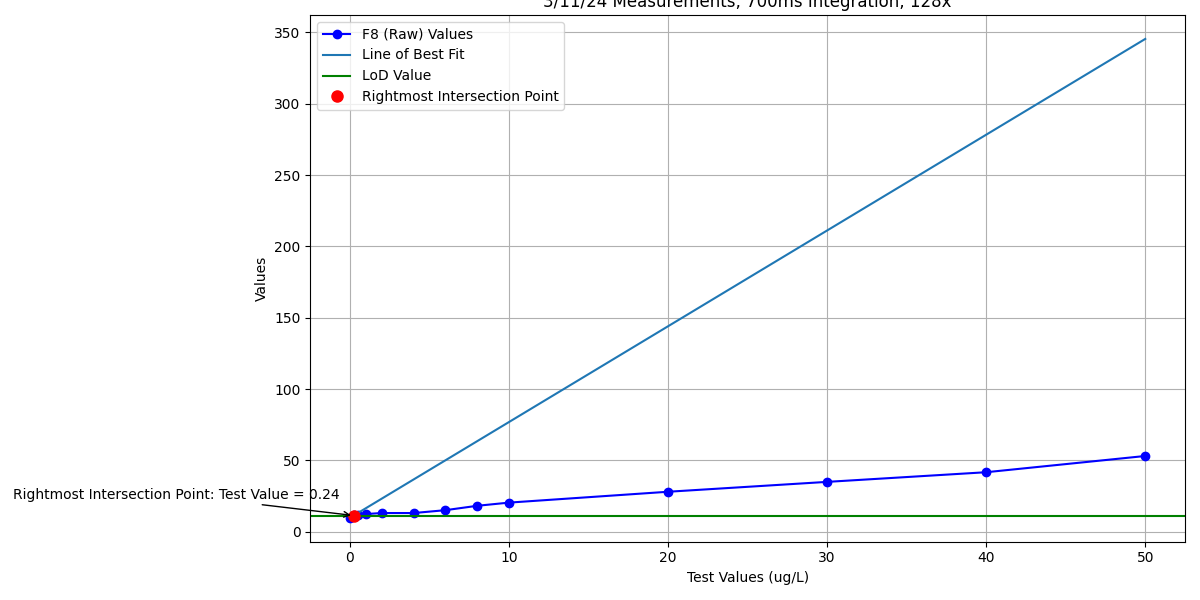 3/11/24 Measurements, 700ms Integration, 128x
F8 (Raw) Values
Line of Best Fit
LoD Value
Rightmost Intersection Point
350
300
250
200
150
100
50
0
Values
Rightmost Intersection Point: Test Value = 0.24
0 10 20 30 40 50
Test Values (ug/L)